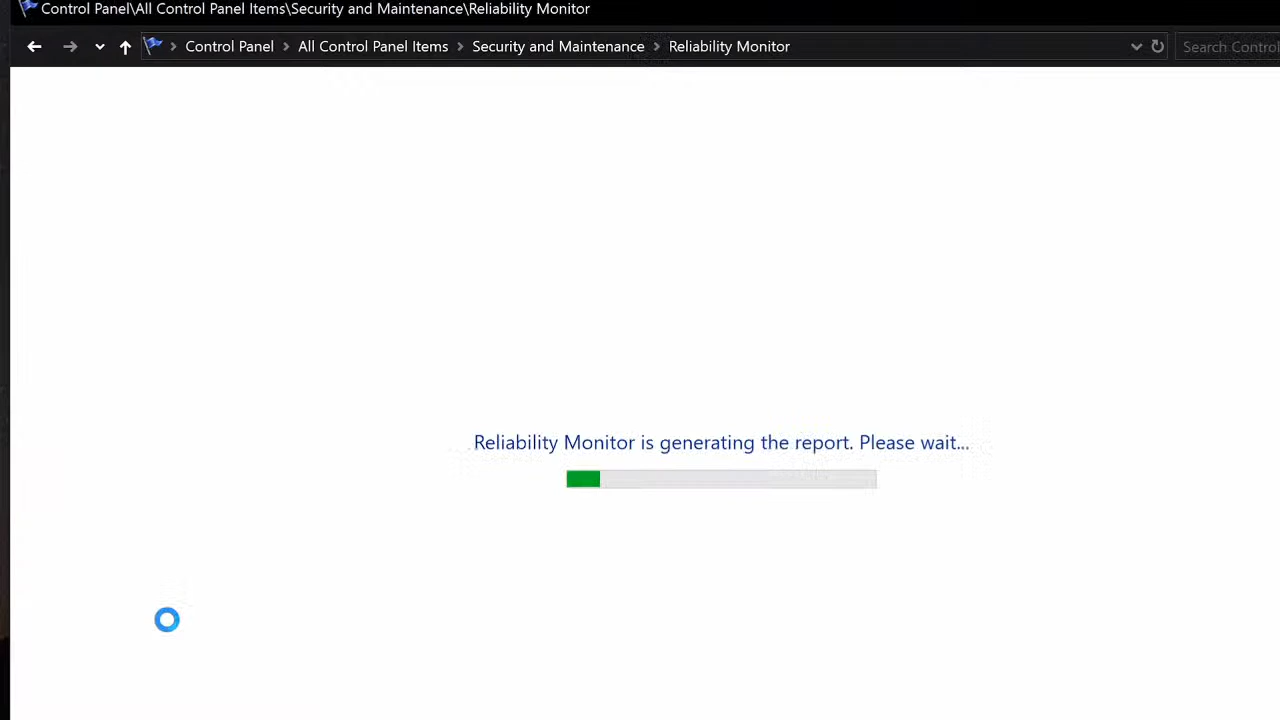 Control Panel\All Control Panel Items\Security and Maintenance\Reliability Monitor
Control Panel All Control Panel Items Security and Maintenance Reliability Monitor Search Control
Reliability Monitor is generating the report. Please wait...